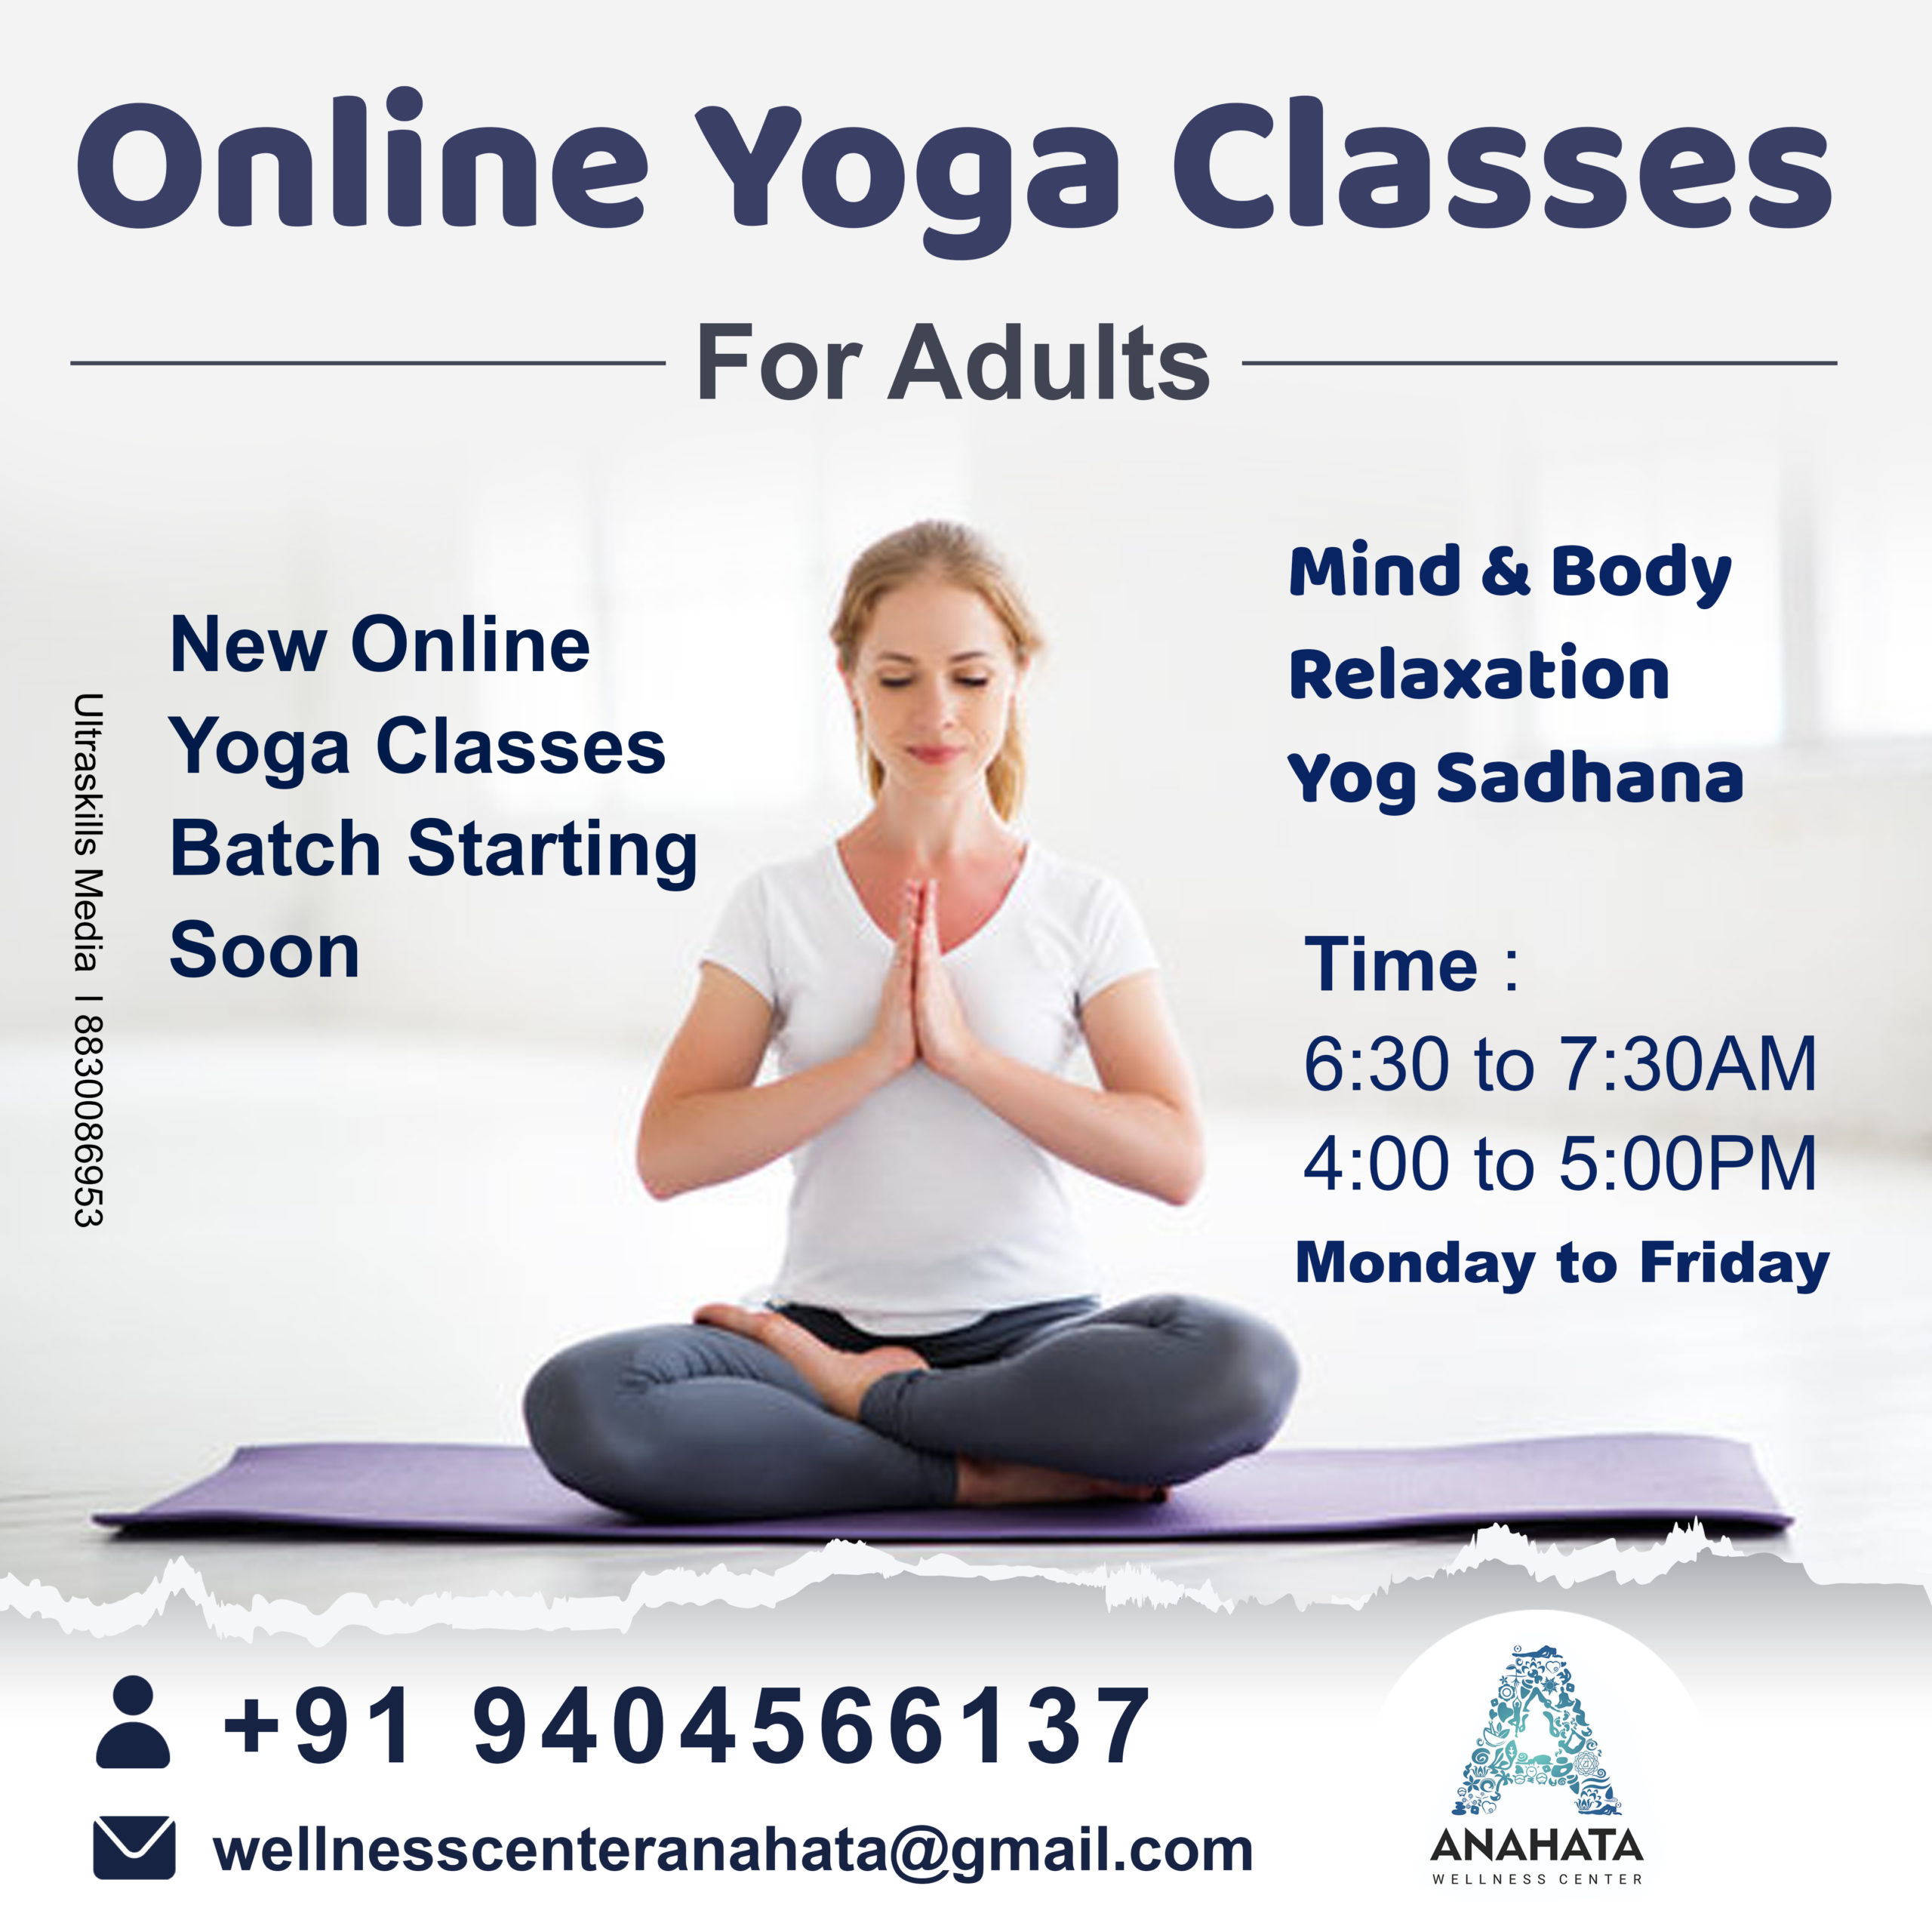 Online Yoga Classes
For Adults
New Online
Yoga Classes
Batch Starting
Soon
Mind & Body
Relaxation
Yog Sadhana
Time :
6:30 to 7:30AM
4:00 to 5:00PM
Monday to Friday
Ultraskills Media I 8830086953
+91 9404566137
wellnesscenteranahata@gmail.com
ANAHATA
WELLNESS CENTER